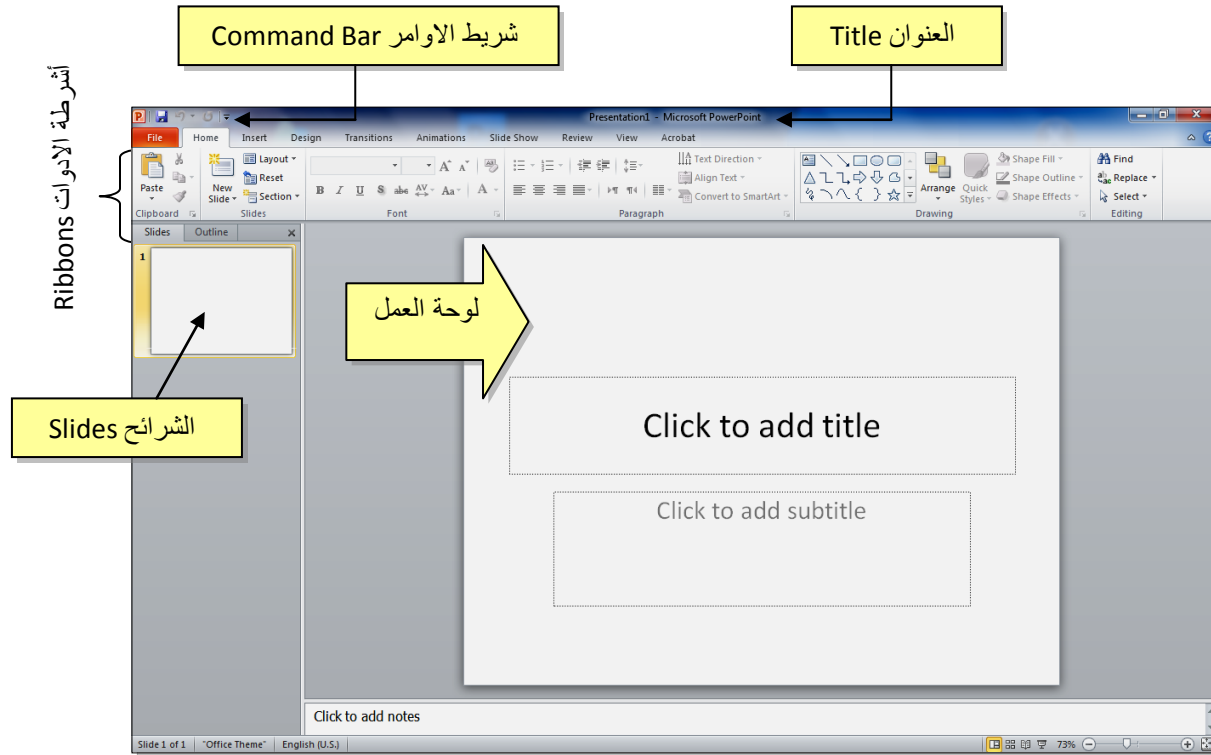 شريط الاوامر Command Bar
العنوان Title
أشرطة الادوات Ribbons
Presentation1 - Microsoft PowerPoint
File Home Insert Design Transitions Animations Slide Show Review View Acrobat
Paste
New Slide
Layout
Reset
Section
Text Direction
Align Text
Convert to SmartArt
Arrange
Quick Styles
Shape Fill
Shape Outline
Shape Effects
Find
Replace
Select
Clipboard Slides Font Paragraph Drawing Editing
Slides Outline
1
لوحة العمل
الشرائح Slides
Click to add title
Click to add subtitle
Click to add notes
Slide 1 of 1 "Office Theme" English (U.S.) 73%